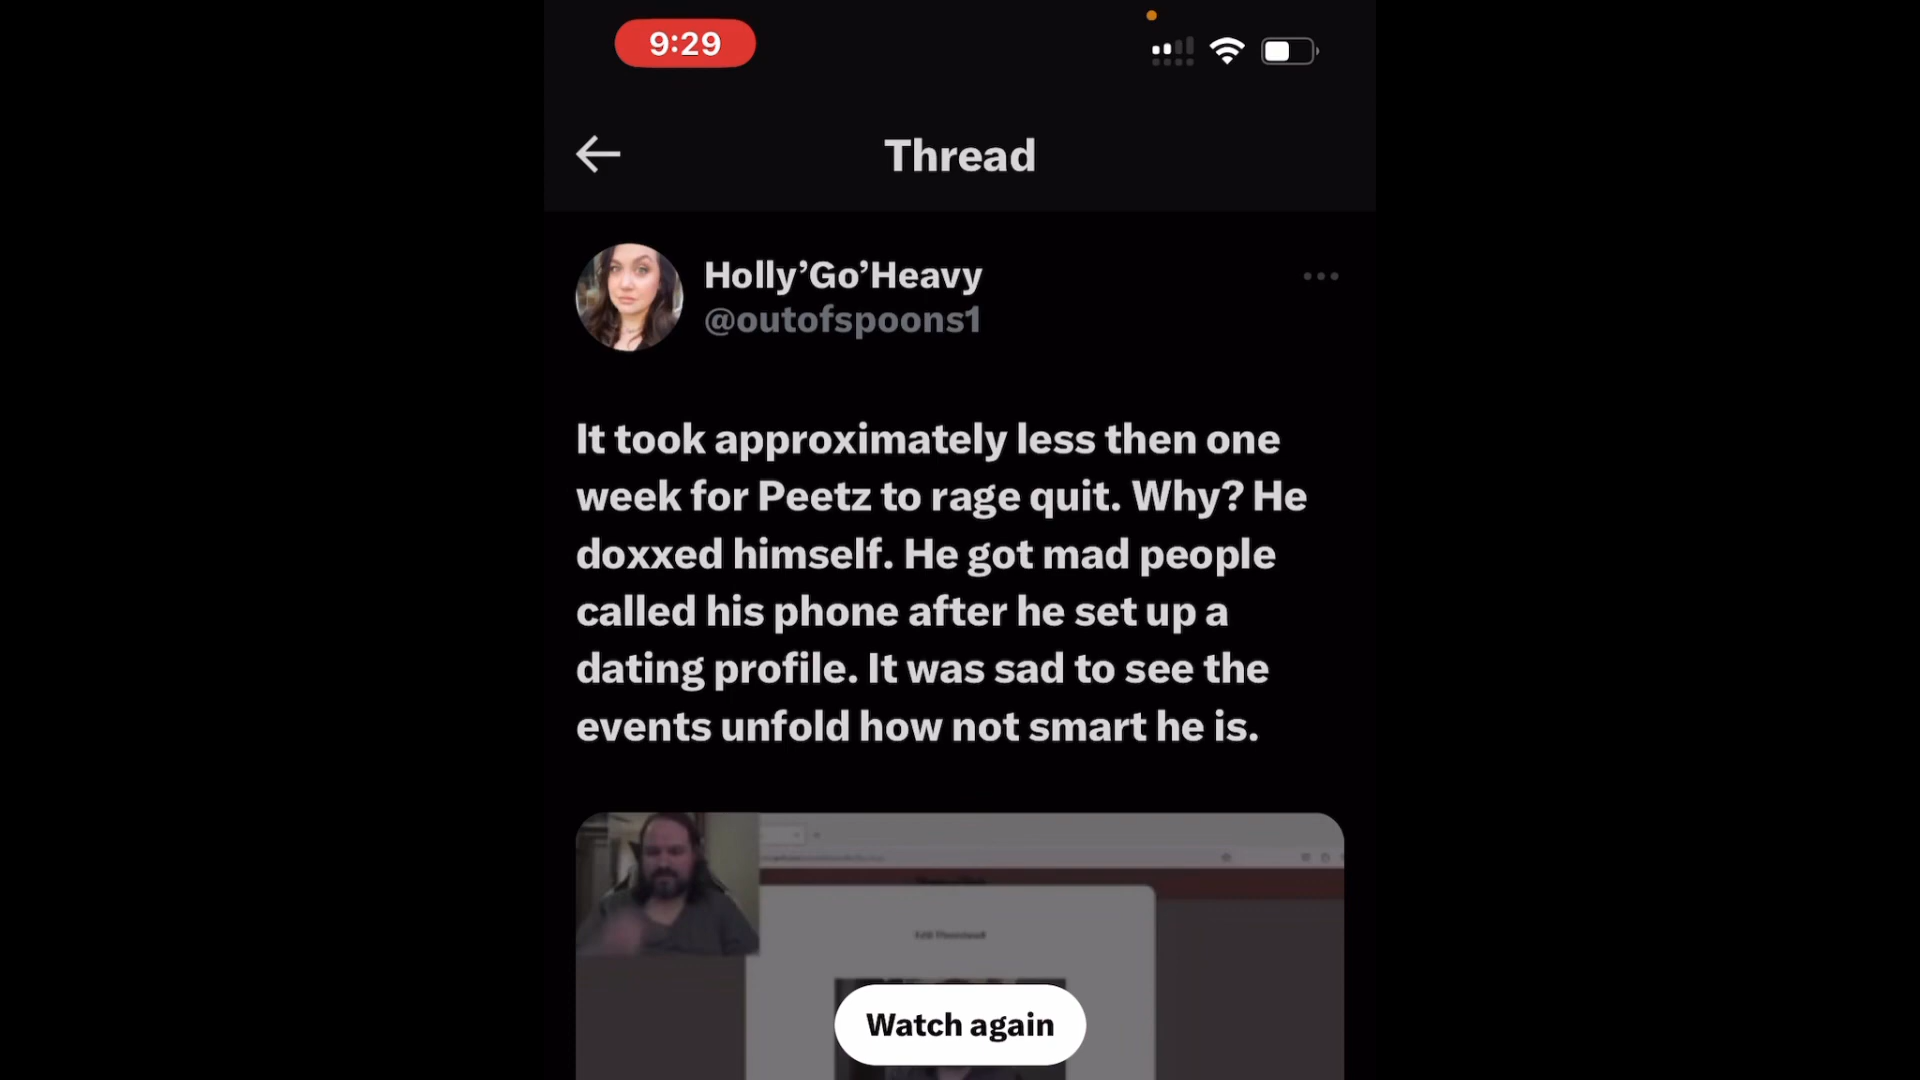 9:29
Thread
Holly’Go’Heavy
@outofspoons1
It took approximately less then one
week for Peetz to rage quit. Why? He
doxxed himself. He got mad people
called his phone after he set up a
dating profile. It was sad to see the
events unfold how not smart he is.
Watch again